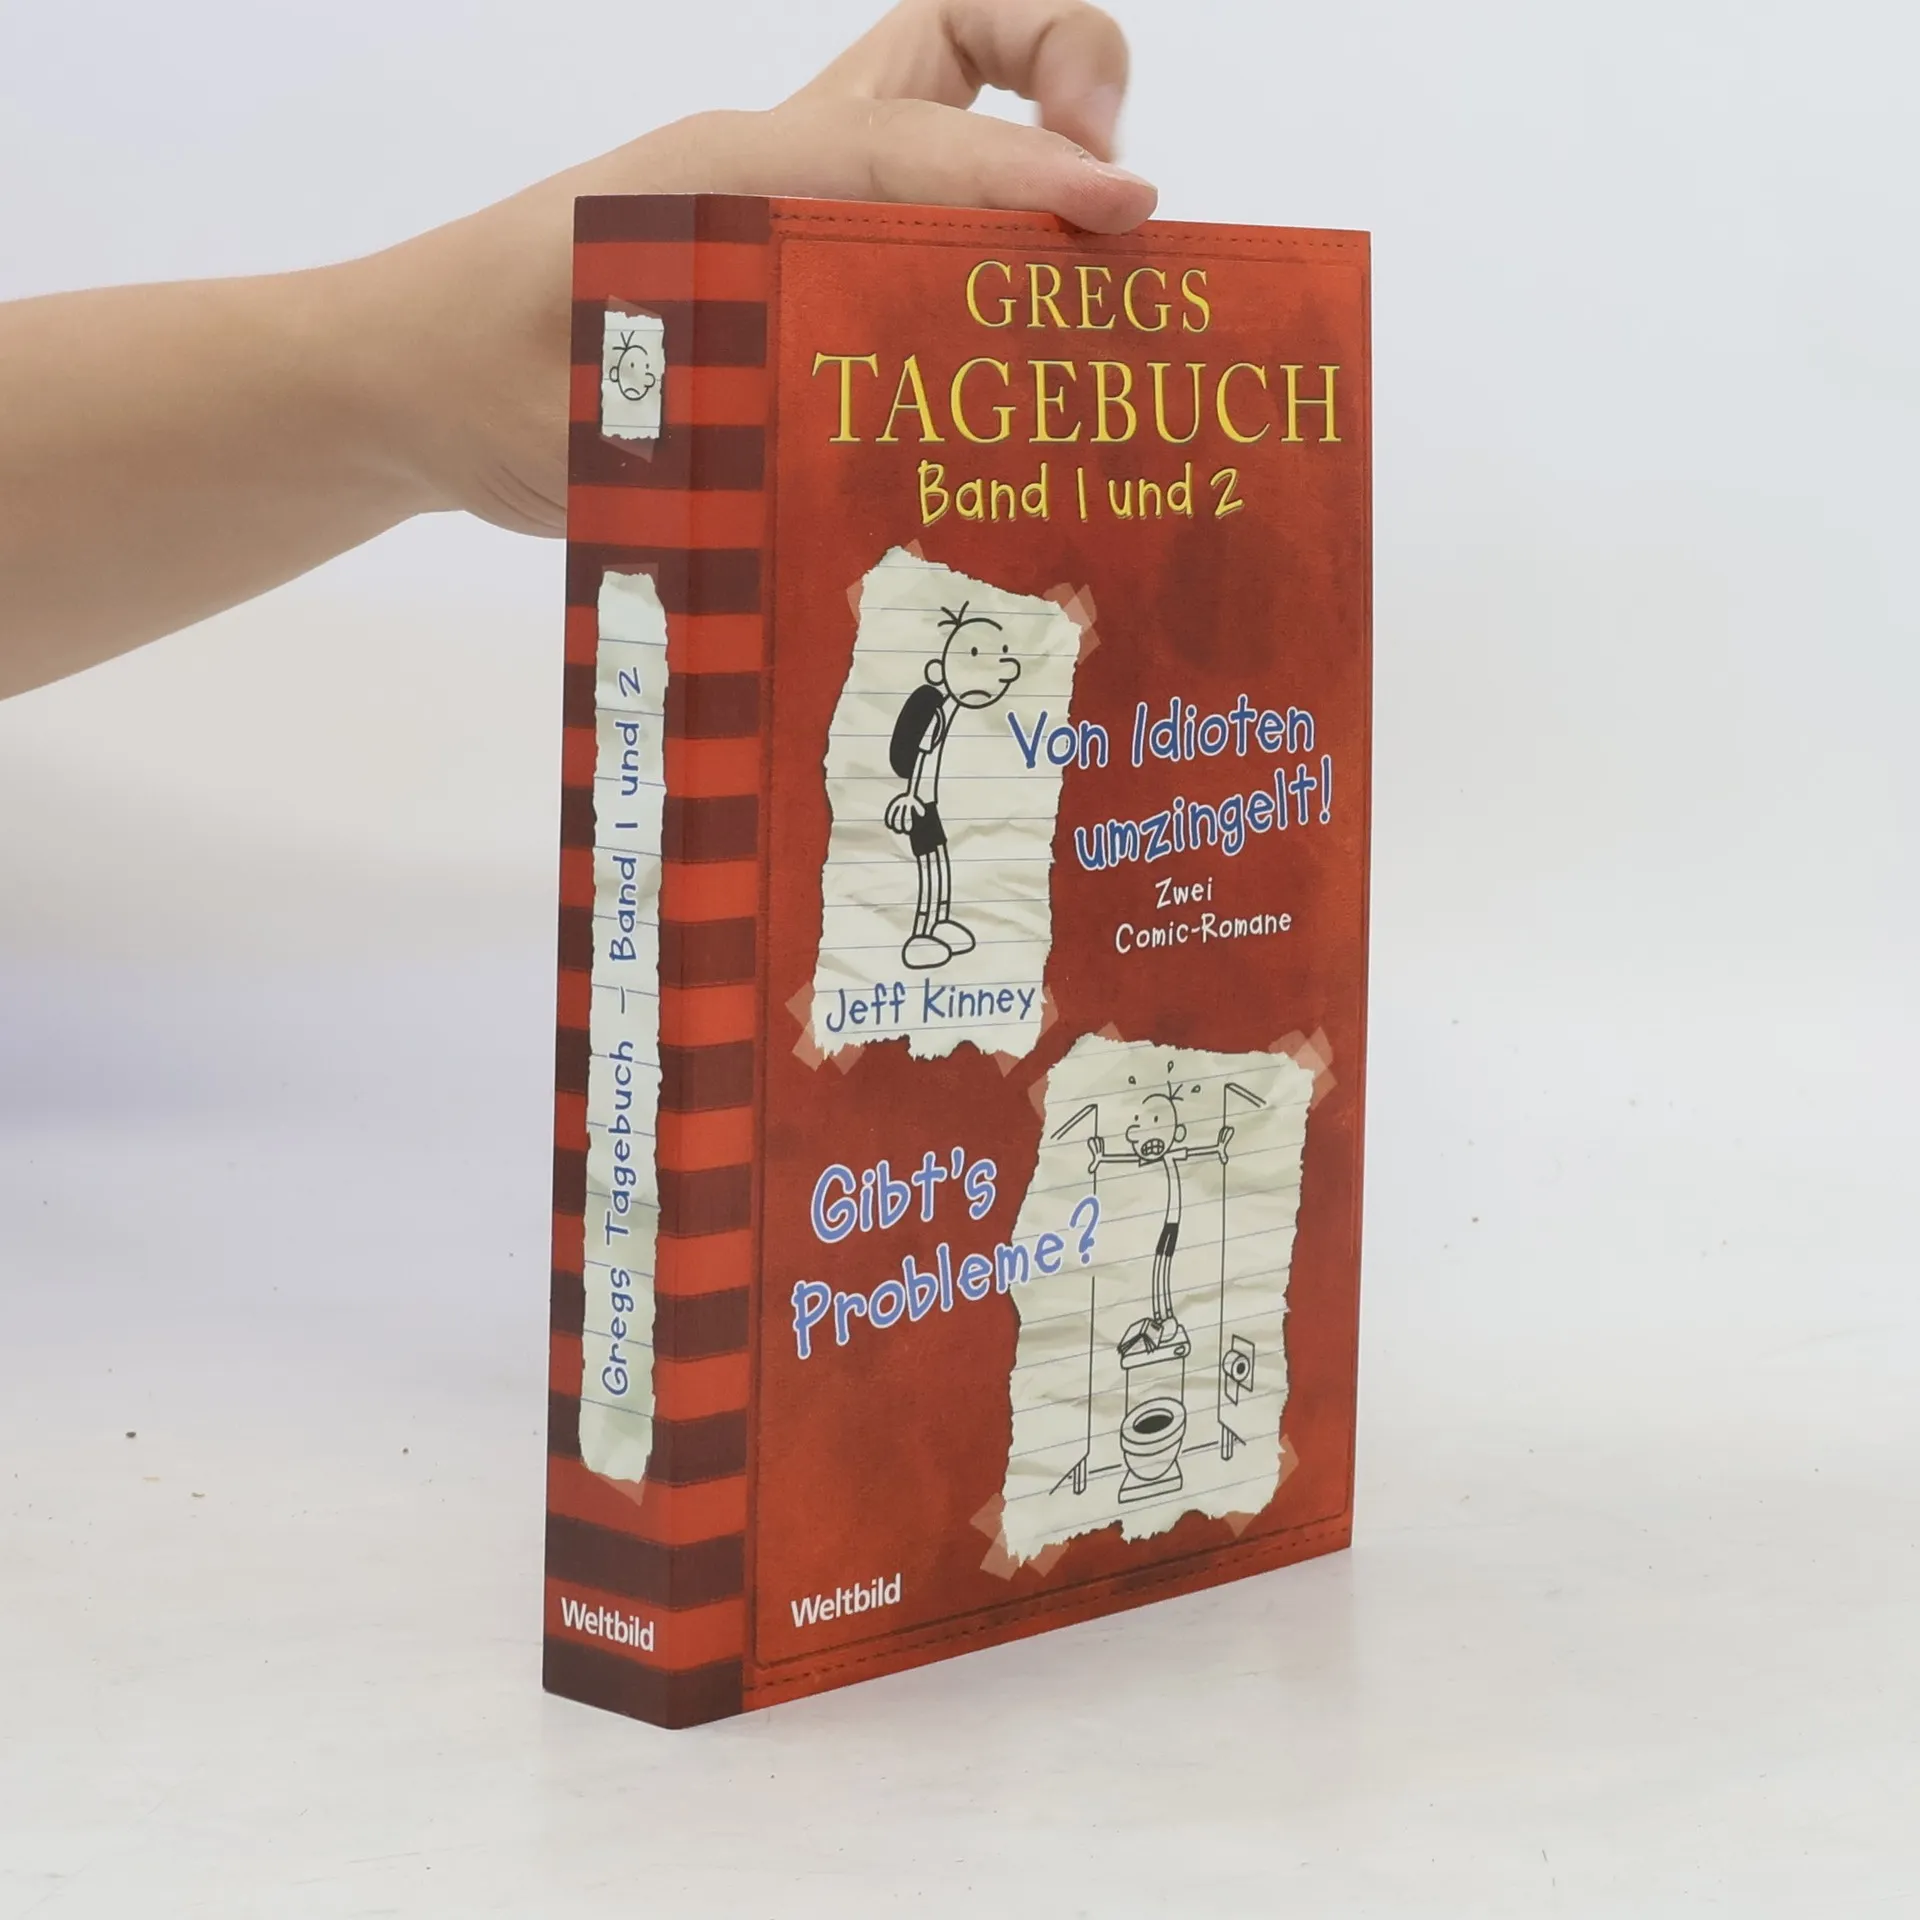 GREGS
TAGEBUCH
Band 1 und 2
Von Idioten
umzingelt!
Zwei
Comic-Romane
Jeff Kinney
Gibt's
Probleme?
Weltbild
Gregs Tagebuch – Band 1 und 2
Weltbild